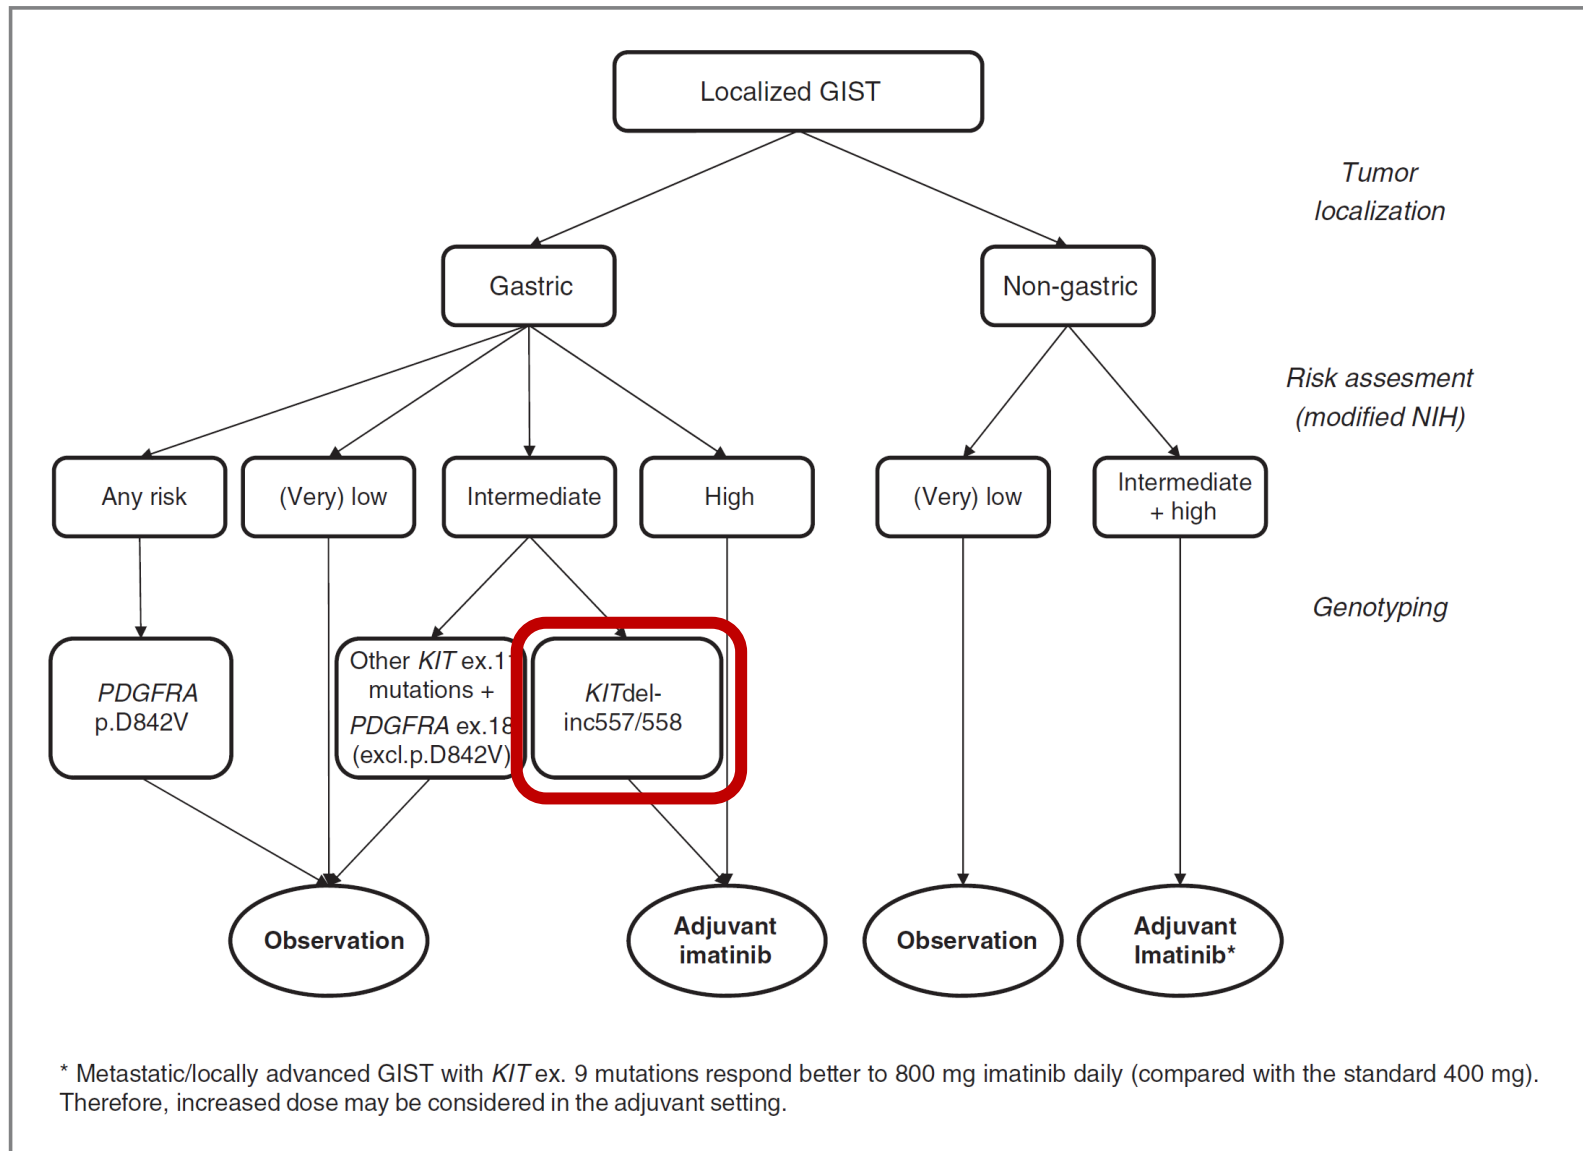 Localized GIST
Tumor
localization
Gastric
Non-gastric
Risk assesment
(modified NIH)
Any risk
(Very) low
Intermediate
High
(Very) low
Intermediate
+ high
Genotyping
PDGFRA
p.D842V
Other KIT ex.11
mutations +
PDGFRA ex.18
(excl.p.D842V)
KITdel-
inc557/558
Observation
Adjuvant
imatinib
Observation
Adjuvant
Imatinib*
* Metastatic/locally advanced GIST with KIT ex. 9 mutations respond better to 800 mg imatinib daily (compared with the standard 400 mg).
Therefore, increased dose may be considered in the adjuvant setting.